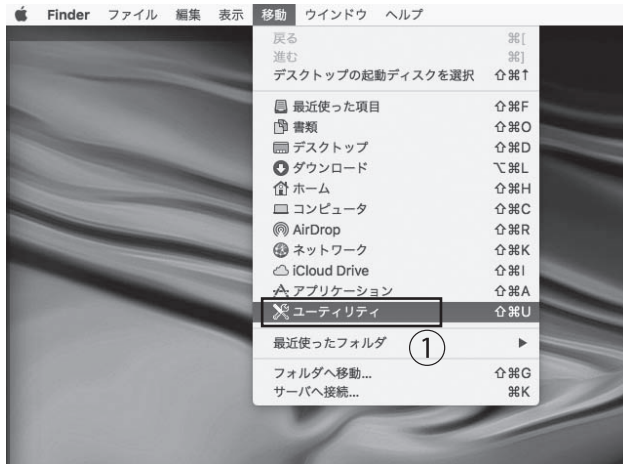 Finder ファイル 編集 表示 移動 ウインドウ ヘルプ
戻る ⌘[
進む ⌘]
デスクトップの起動ディスクを選択 ⇧⌘↑
最近使った項目 ⇧⌘F
書類 ⇧⌘O
デスクトップ ⇧⌘D
ダウンロード ⌥⌘L
ホーム ⇧⌘H
コンピュータ ⇧⌘C
AirDrop ⇧⌘R
ネットワーク ⇧⌘K
iCloud Drive ⇧⌘I
アプリケーション ⇧⌘A
ユーティリティ ⇧⌘U
最近使ったフォルダ ▶
①
フォルダへ移動... ⇧⌘G
サーバへ接続... ⌘K